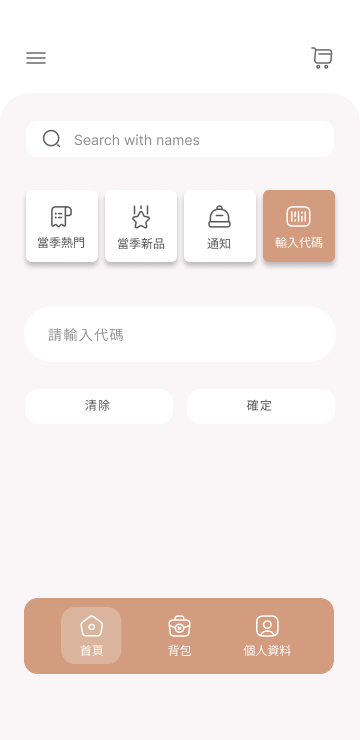 Search with names
當季熱門
當季新品
通知
輸入代碼
請輸入代碼
清除
確定
首頁
背包
個人資料